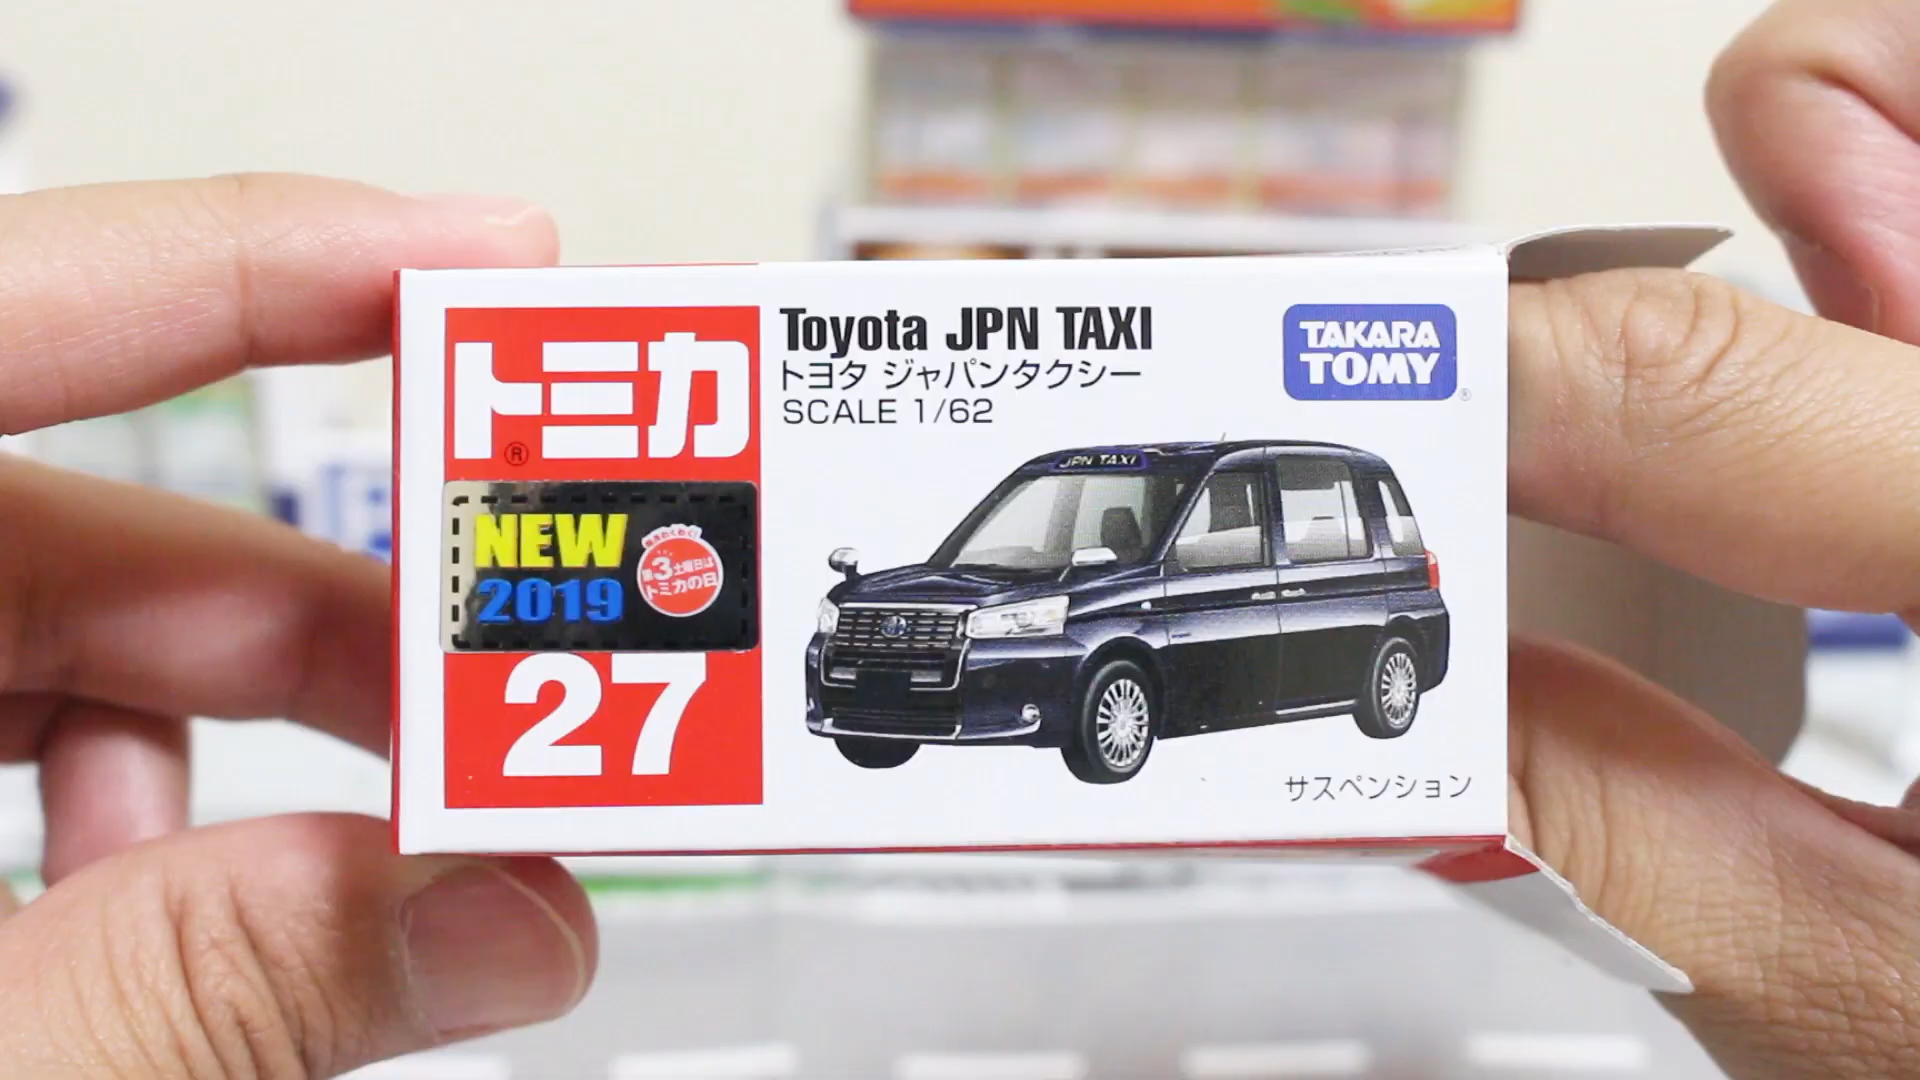 トミカ
®
NEW
2019
第3土曜日は
トミカの日
27
Toyota JPN TAXI
トヨタ ジャパンタクシー
SCALE 1/62
TAKARA
TOMY
®
JPN TAXI
サスペンション